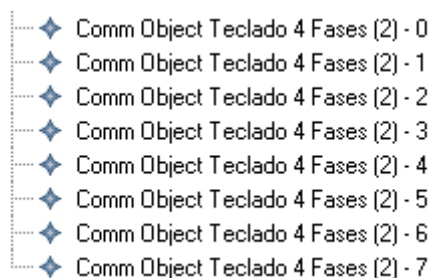 Comm Object Teclado 4 Fases (2) - 0
Comm Object Teclado 4 Fases (2) - 1
Comm Object Teclado 4 Fases (2) - 2
Comm Object Teclado 4 Fases (2) - 3
Comm Object Teclado 4 Fases (2) - 4
Comm Object Teclado 4 Fases (2) - 5
Comm Object Teclado 4 Fases (2) - 6
Comm Object Teclado 4 Fases (2) - 7